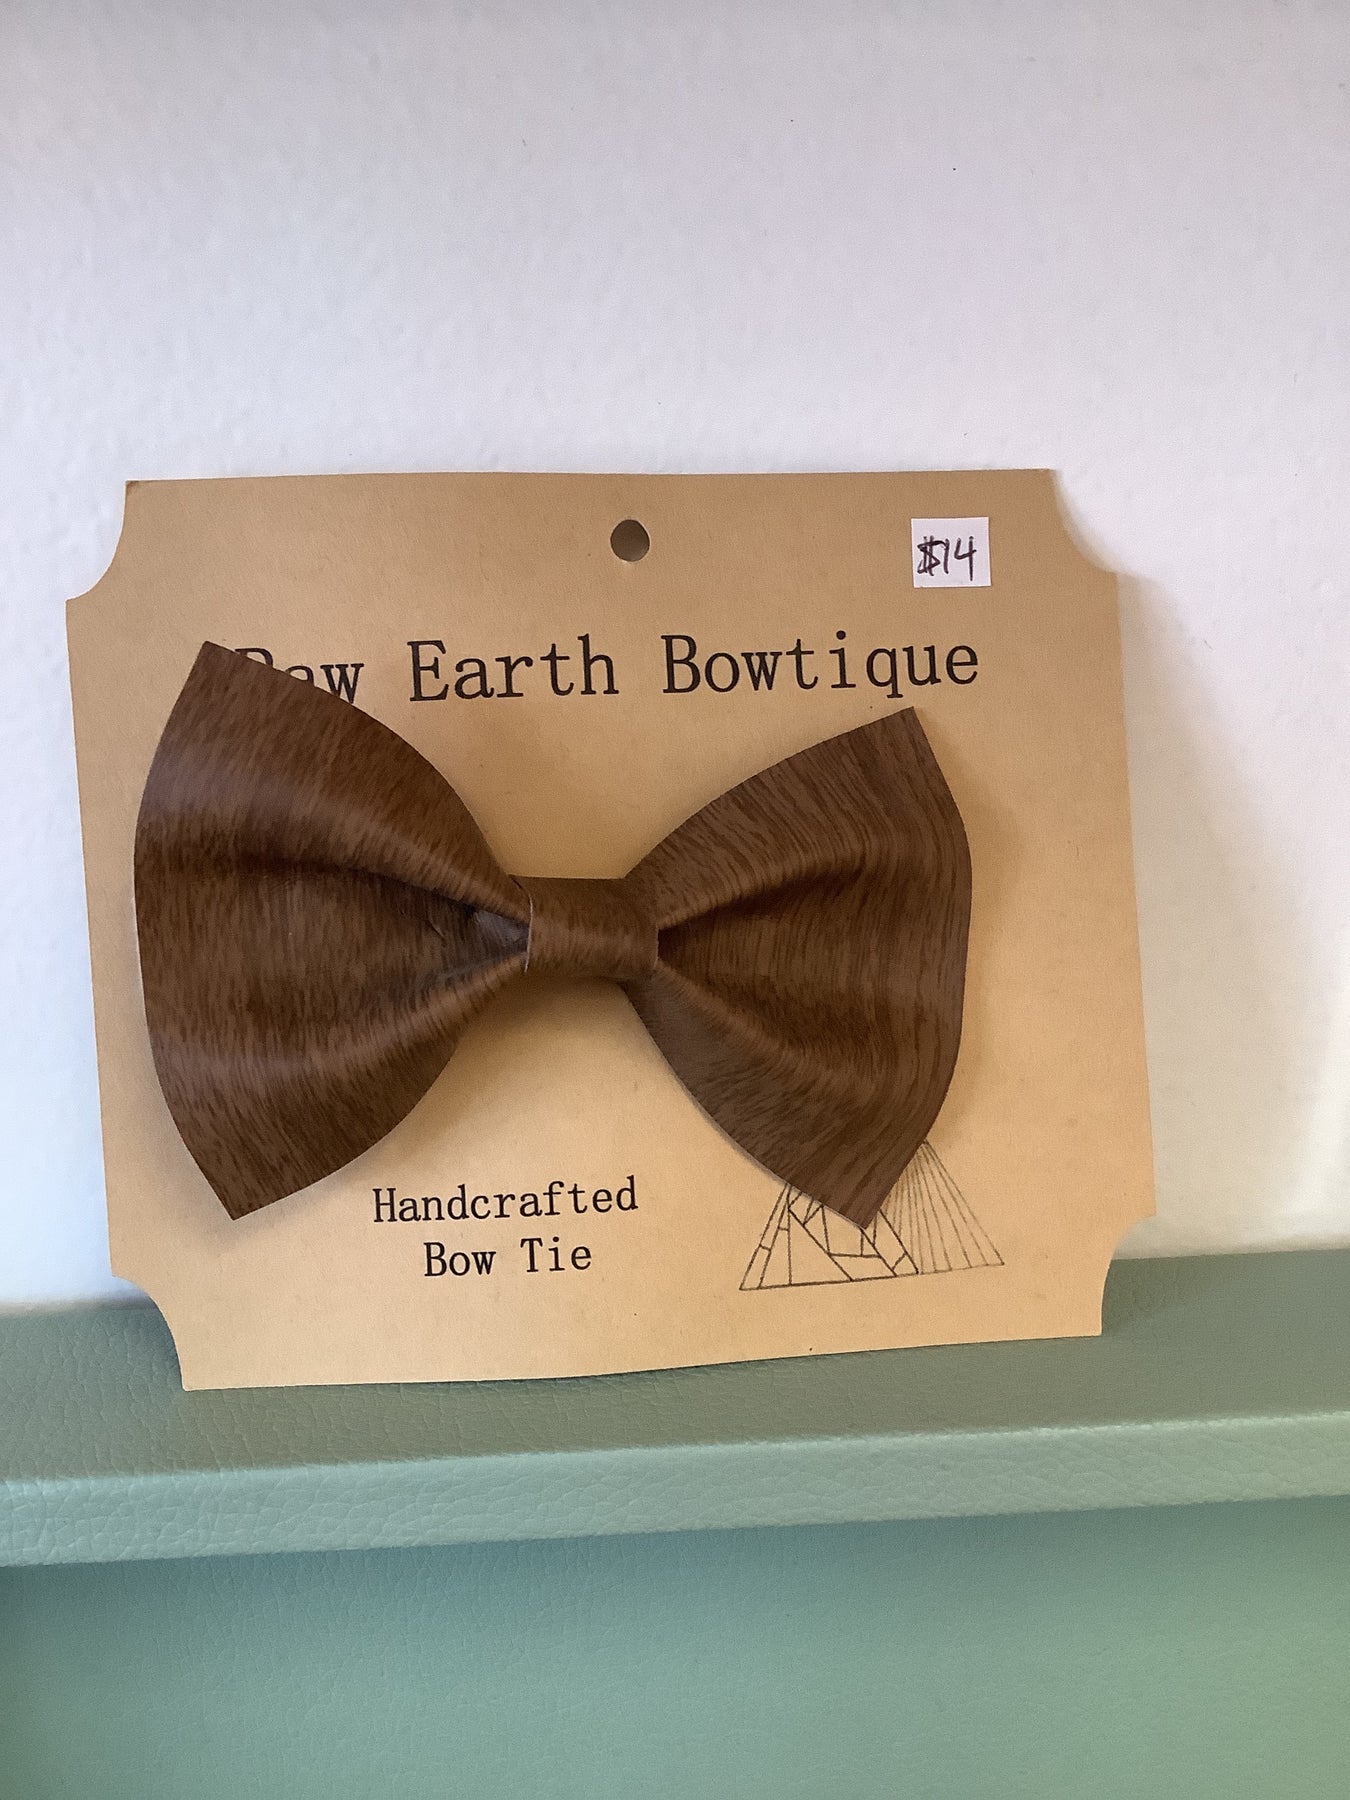 $14
Earth Bowtique
Handcrafted
Bow Tie